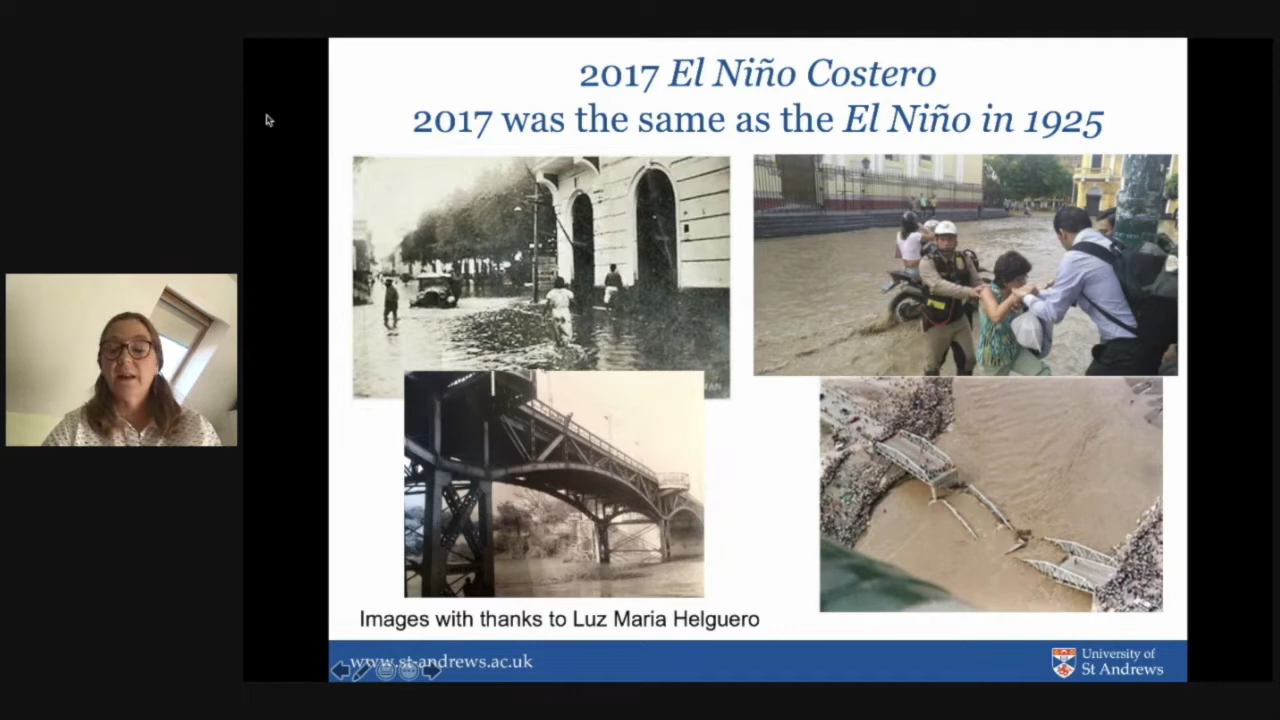 2017 El Niño Costero
2017 was the same as the El Niño in 1925
Images with thanks to Luz Maria Helguero
www.st-andrews.ac.uk
University of
St Andrews